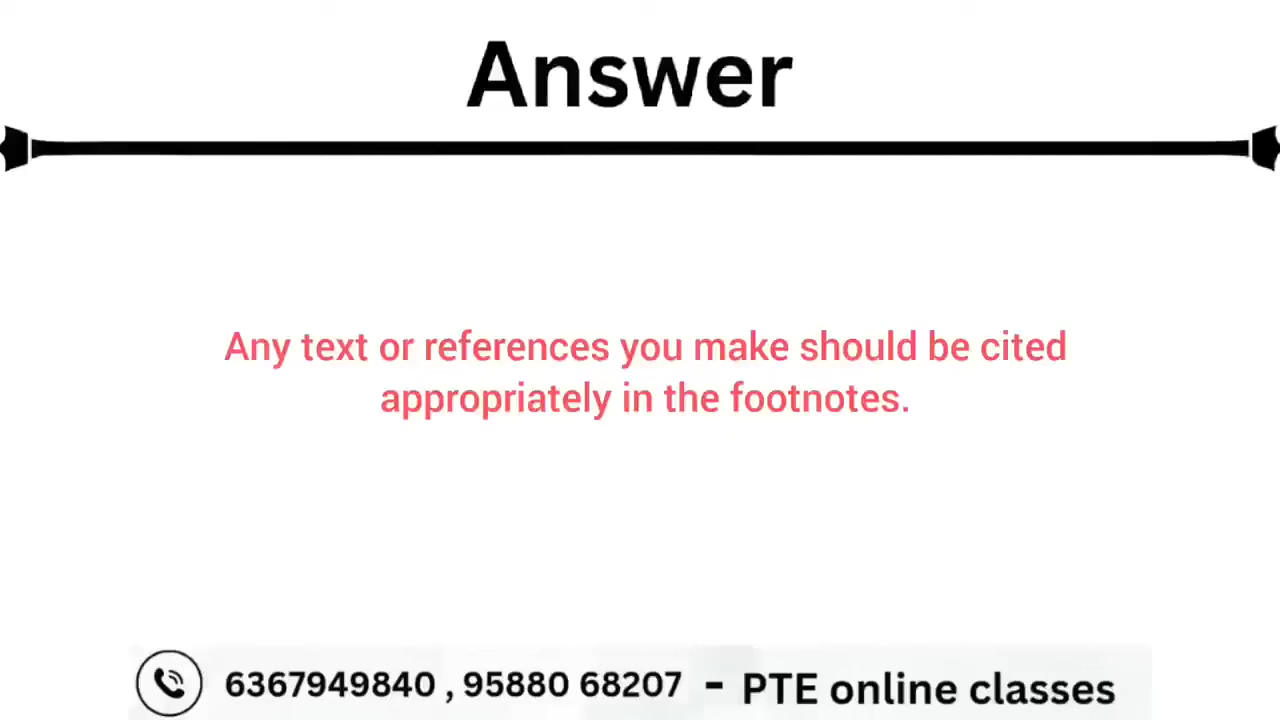 Answer
Any text or references you make should be cited
appropriately in the footnotes.
6367949840 , 95880 68207 - PTE online classes